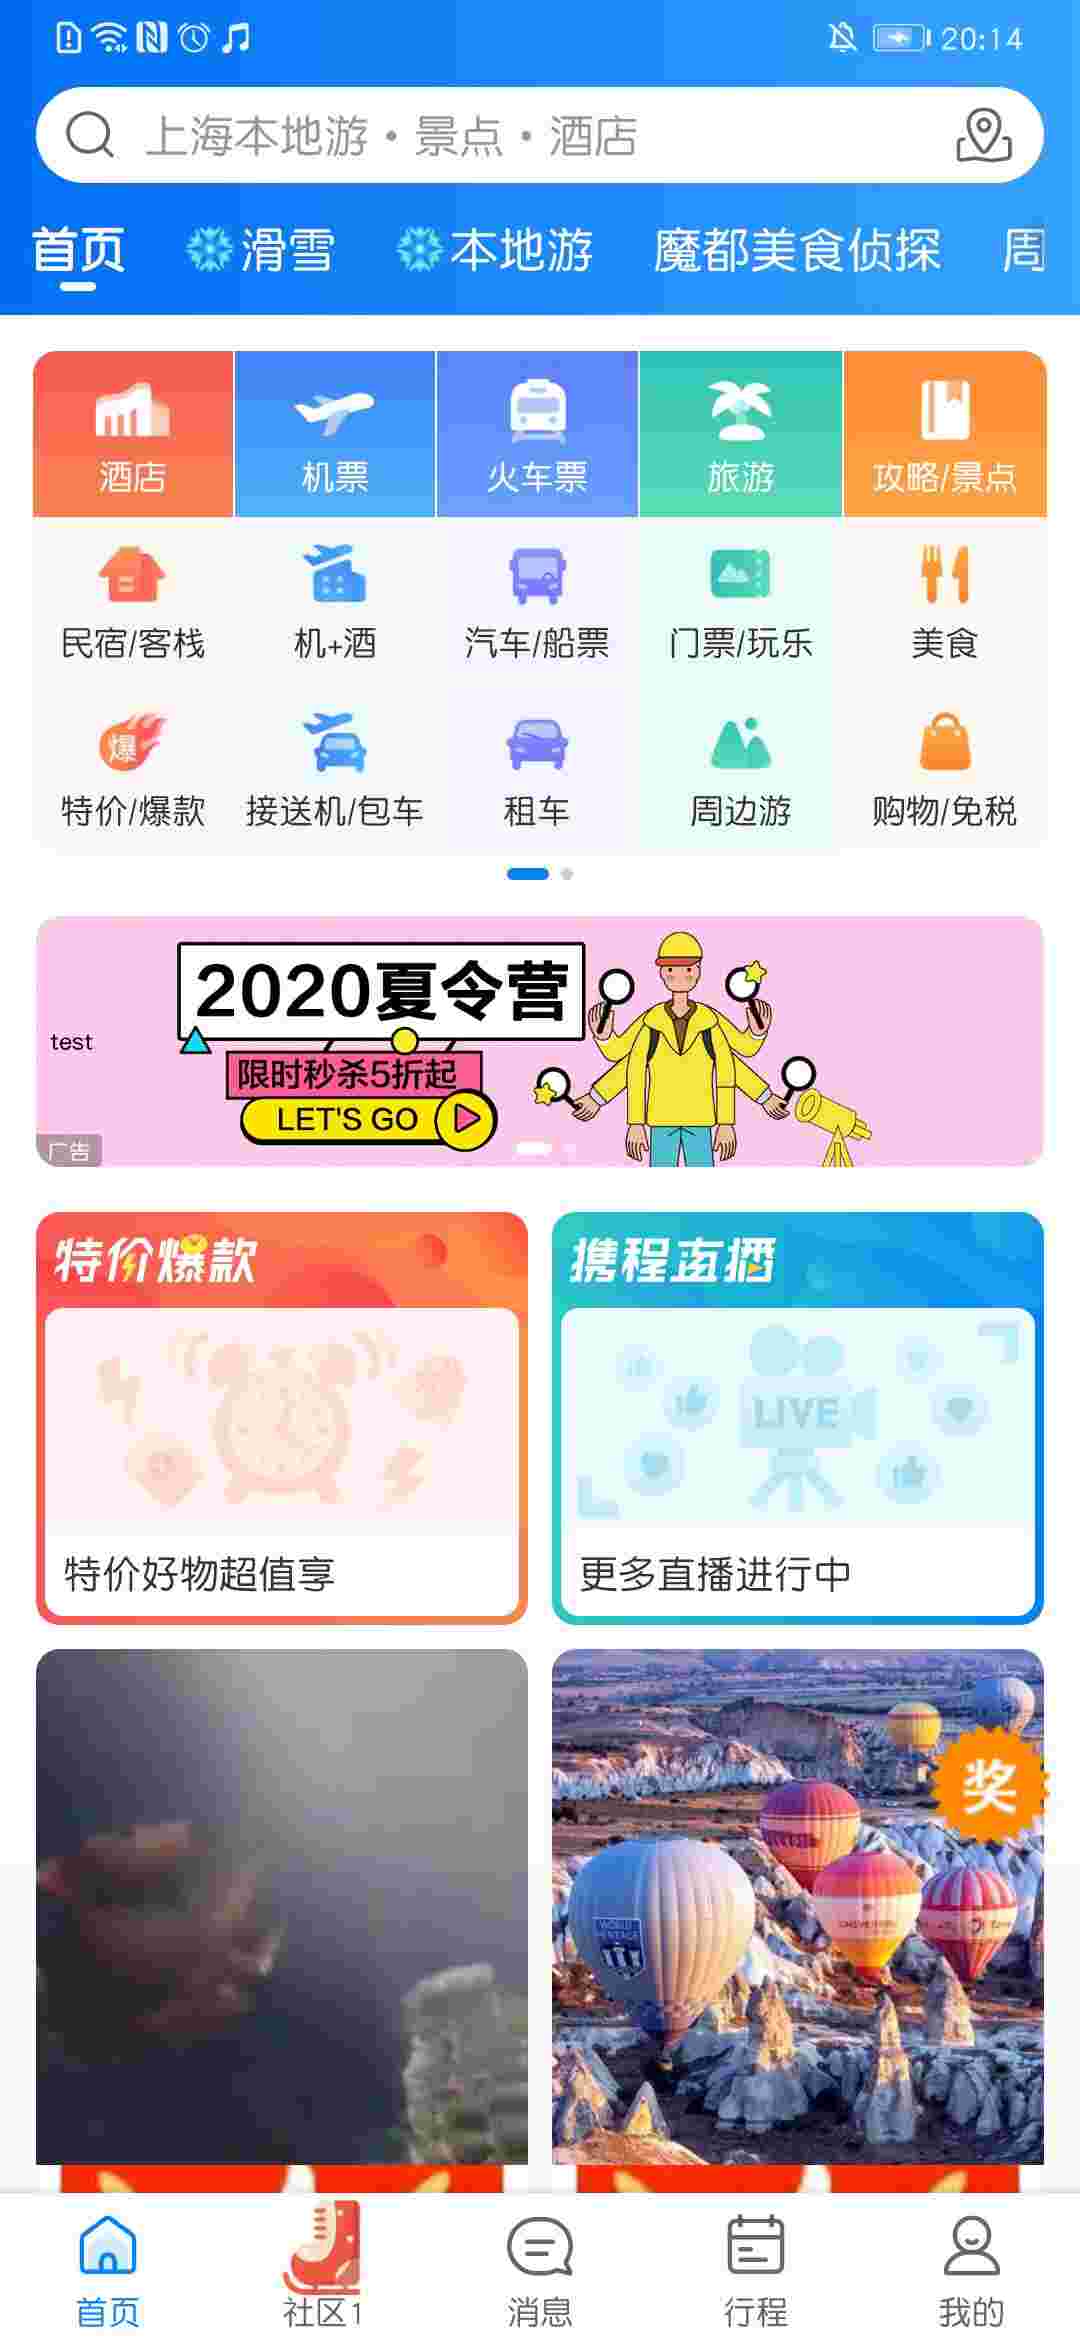 20:14
上海本地游·景点·酒店
首页 滑雪 本地游 魔都美食侦探 周
酒店 机票 火车票 旅游 攻略/景点
民宿/客栈 机+酒 汽车/船票 门票/玩乐 美食
爆
特价/爆款 接送机/包车 租车 周边游 购物/免税
2020夏令营
test
限时秒杀5折起
LET'S GO
广告
特价爆款 携程直播
LIVE
特价好物超值享 更多直播进行中
奖
首页 社区1 消息 行程 我的